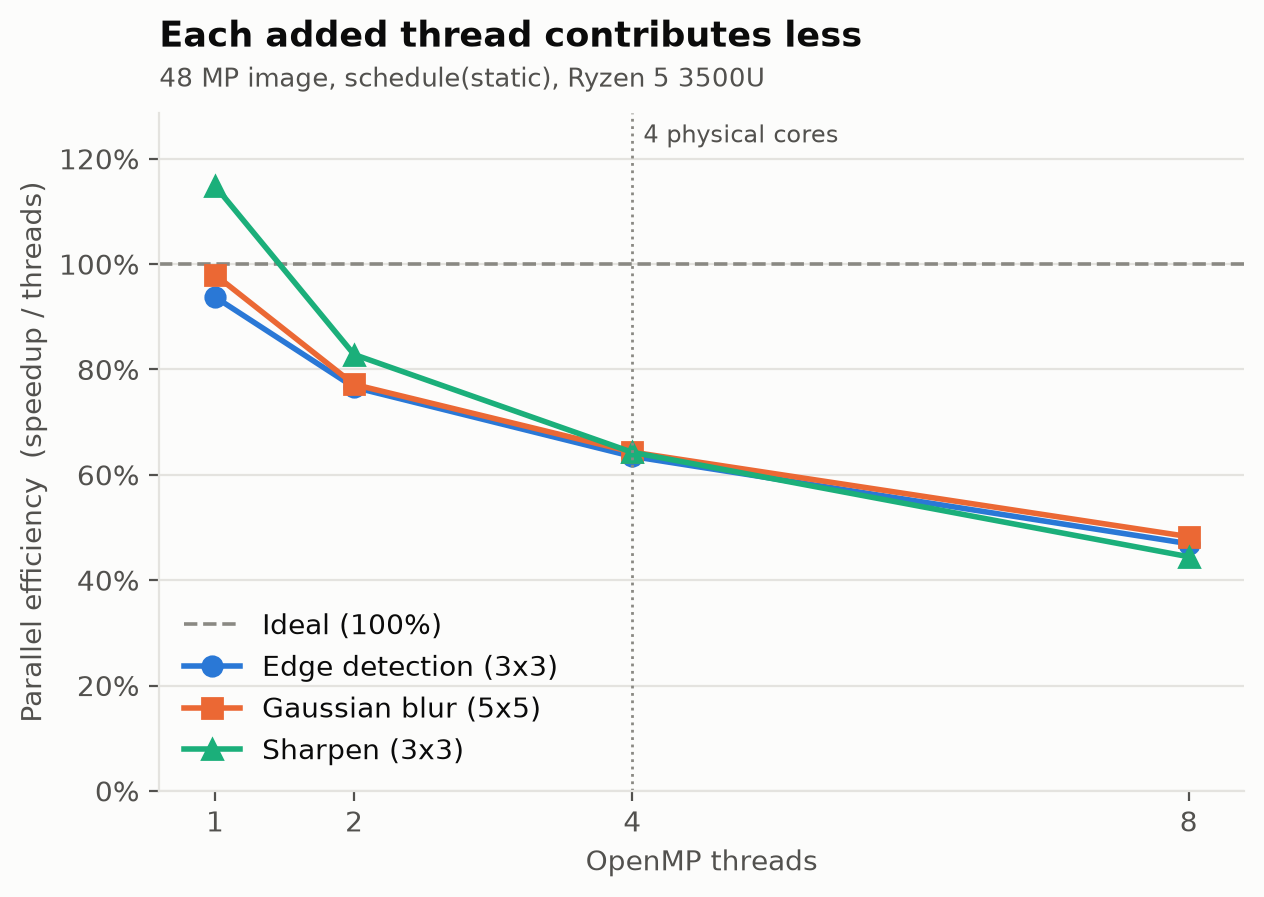 Each added thread contributes less
48 MP image, schedule(static), Ryzen 5 3500U
4 physical cores
Parallel efficiency  (speedup / threads)
120%
100%
80%
60%
40%
20%
0%
Ideal (100%)
Edge detection (3x3)
Gaussian blur (5x5)
Sharpen (3x3)
1 2 4 8
OpenMP threads